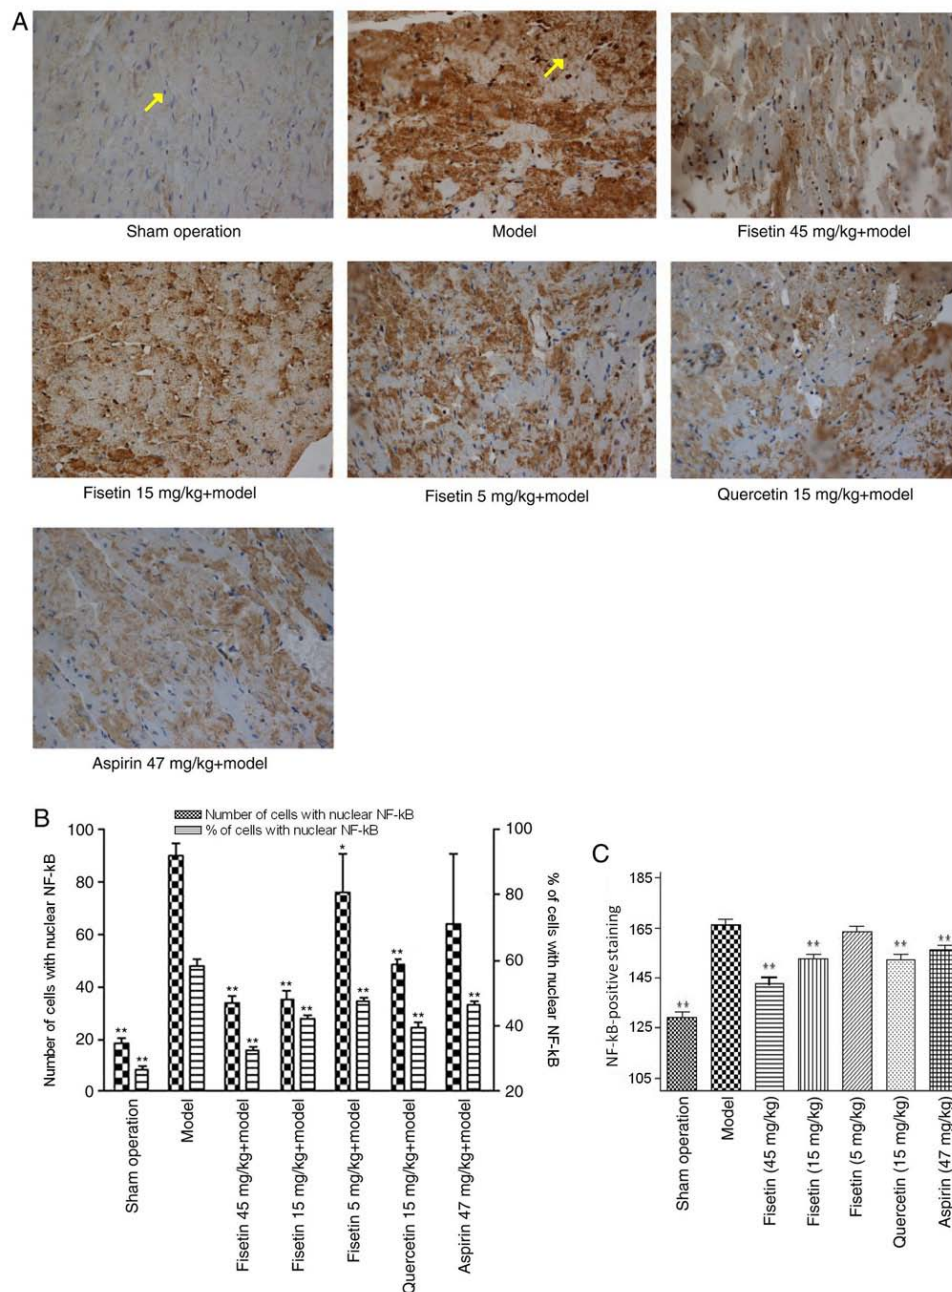 A
Sham operation
Model
Fisetin 45 mg/kg+model
Fisetin 15 mg/kg+model
Fisetin 5 mg/kg+model
Quercetin 15 mg/kg+model
Aspirin 47 mg/kg+model
B
Number of cells with nuclear NF-kB
% of cells with nuclear NF-kB
Number of cells with nuclear NF-kB
100
80
60
40
20
0
% of cells with nuclear NF-kB
100
80
60
40
20
** ** ** ** ** ** * ** ** ** **
Sham operation
Model
Fisetin 45 mg/kg+model
Fisetin 15 mg/kg+model
Fisetin 5 mg/kg+model
Quercetin 15 mg/kg+model
Aspirin 47 mg/kg+model
C
NF-kB-positive staining
185
165
145
125
105
** ** ** ** **
Sham operation
Model
Fisetin (45 mg/kg)
Fisetin (15 mg/kg)
Fisetin (5 mg/kg)
Quercetin (15 mg/kg)
Aspirin (47 mg/kg)